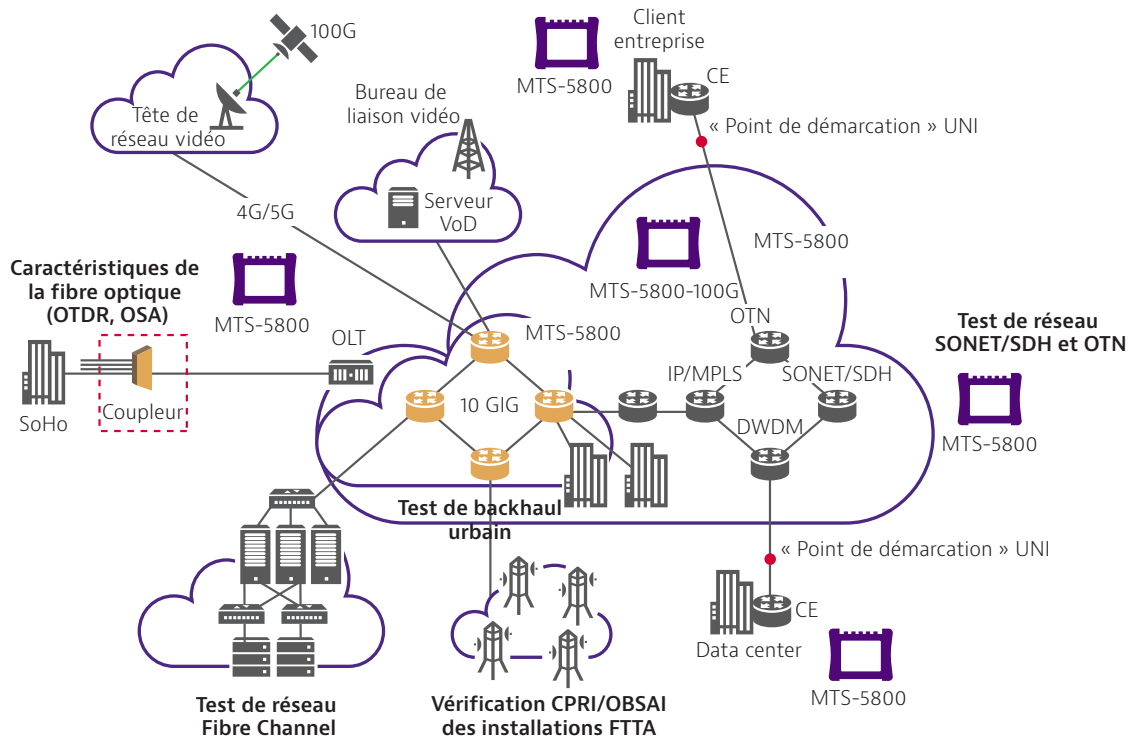 100G
Tête de
réseau vidéo
Bureau de
liaison vidéo
Serveur
VoD
4G/5G
Client
entreprise
MTS-5800
CE
« Point de démarcation » UNI
MTS-5800
MTS-5800-100G
OTN
Caractéristiques de
la fibre optique
(OTDR, OSA)
MTS-5800
OLT
MTS-5800
SoHo
Coupleur
10 GIG
IP/MPLS
SONET/SDH
DWDM
Test de réseau
SONET/SDH et OTN
MTS-5800
Test de backhaul
urbain
« Point de démarcation » UNI
CE
Data center
MTS-5800
Test de réseau
Fibre Channel
Vérification CPRI/OBSAI
des installations FTTA